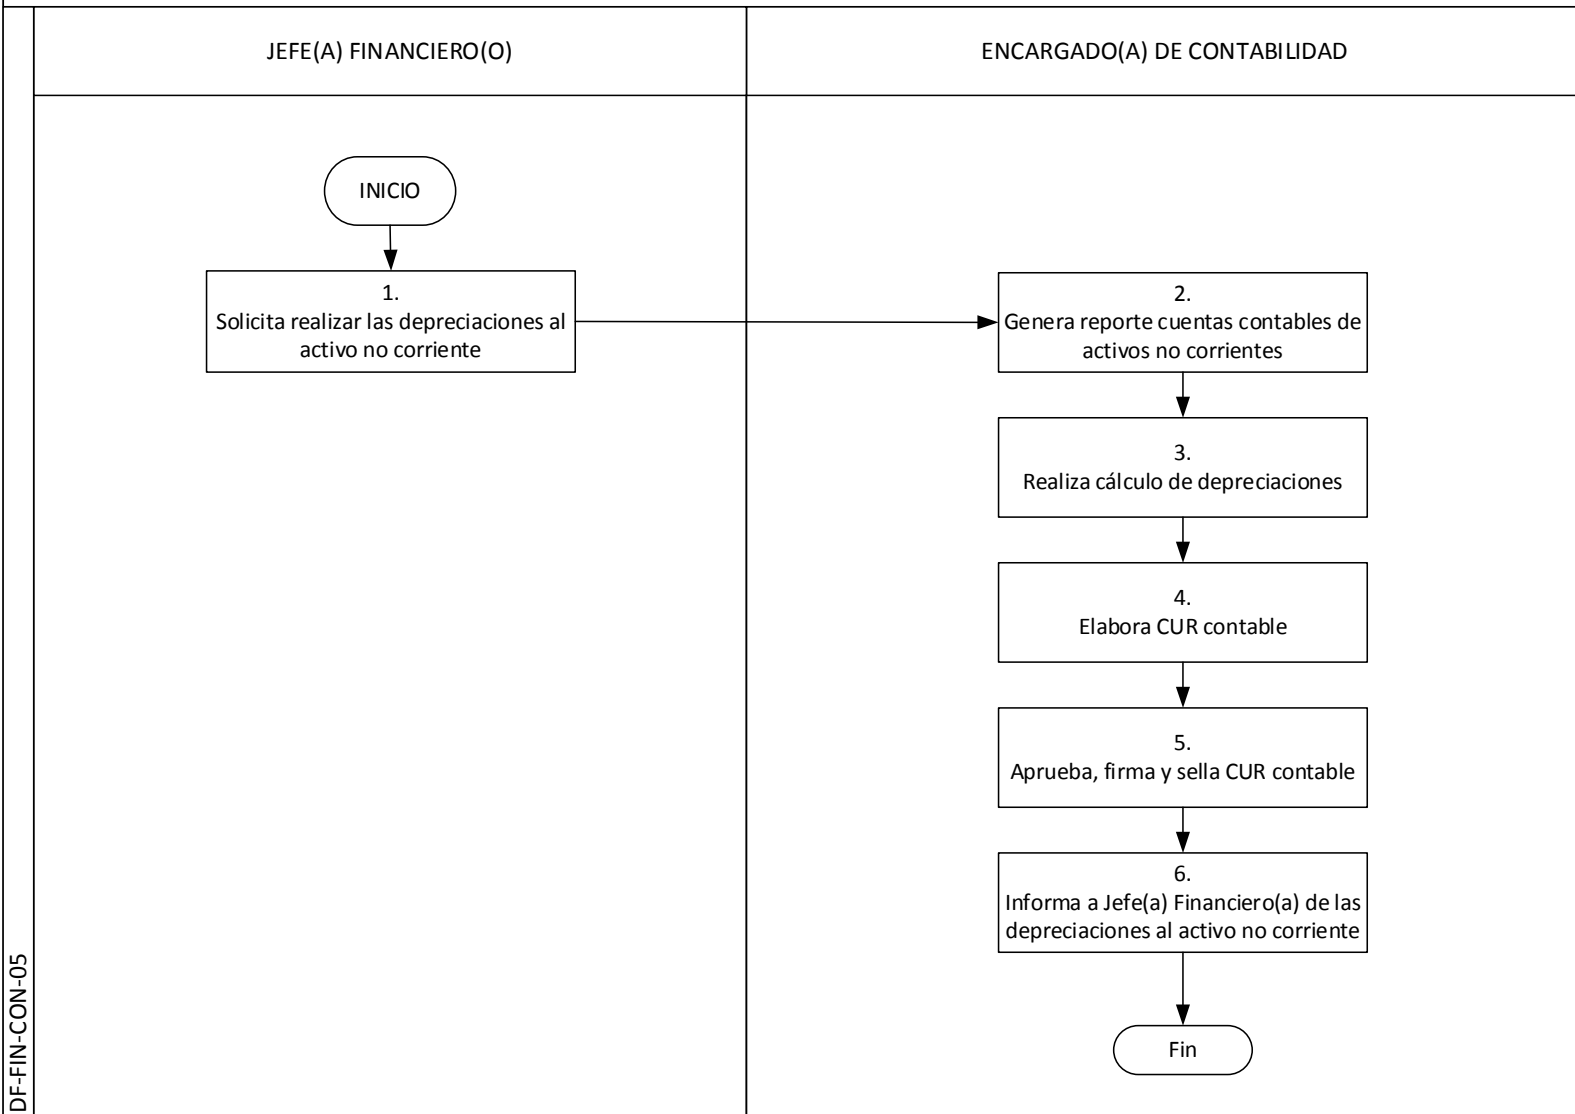 JEFE(A) FINANCIERO(O)
ENCARGADO(A) DE CONTABILIDAD
INICIO
1.
Solicita realizar las depreciaciones al
activo no corriente
2.
Genera reporte cuentas contables de
activos no corrientes
3.
Realiza cálculo de depreciaciones
4.
Elabora CUR contable
5.
Aprueba, firma y sella CUR contable
6.
Informa a Jefe(a) Financiero(a) de las
depreciaciones al activo no corriente
Fin
DF-FIN-CON-05